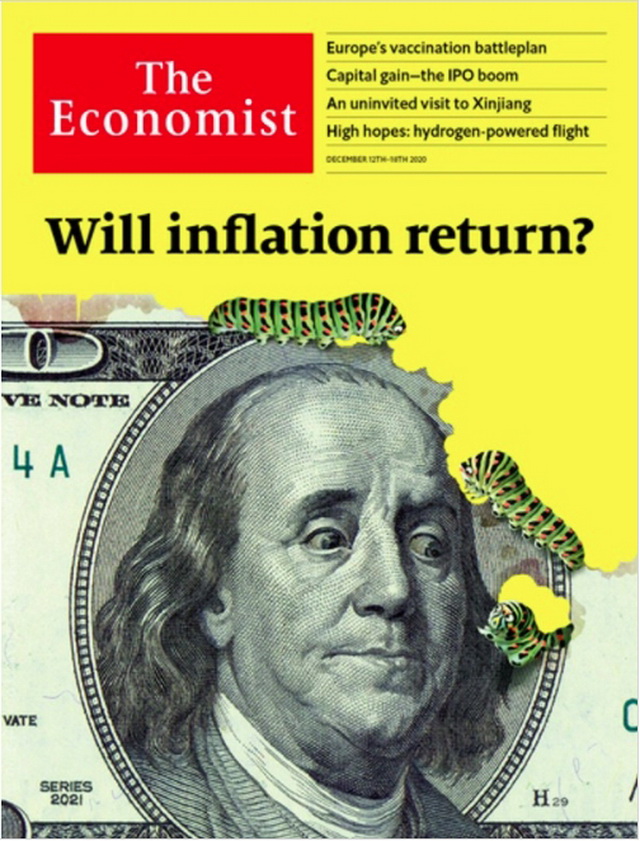 The
Economist
Europe's vaccination battleplan
Capital gain—the IPO boom
An uninvited visit to Xinjiang
High hopes: hydrogen-powered flight
DECEMBER 12TH–18TH 2020
Will inflation return?
VE NOTE
4 A
VATE
SERIES
2021
H 29